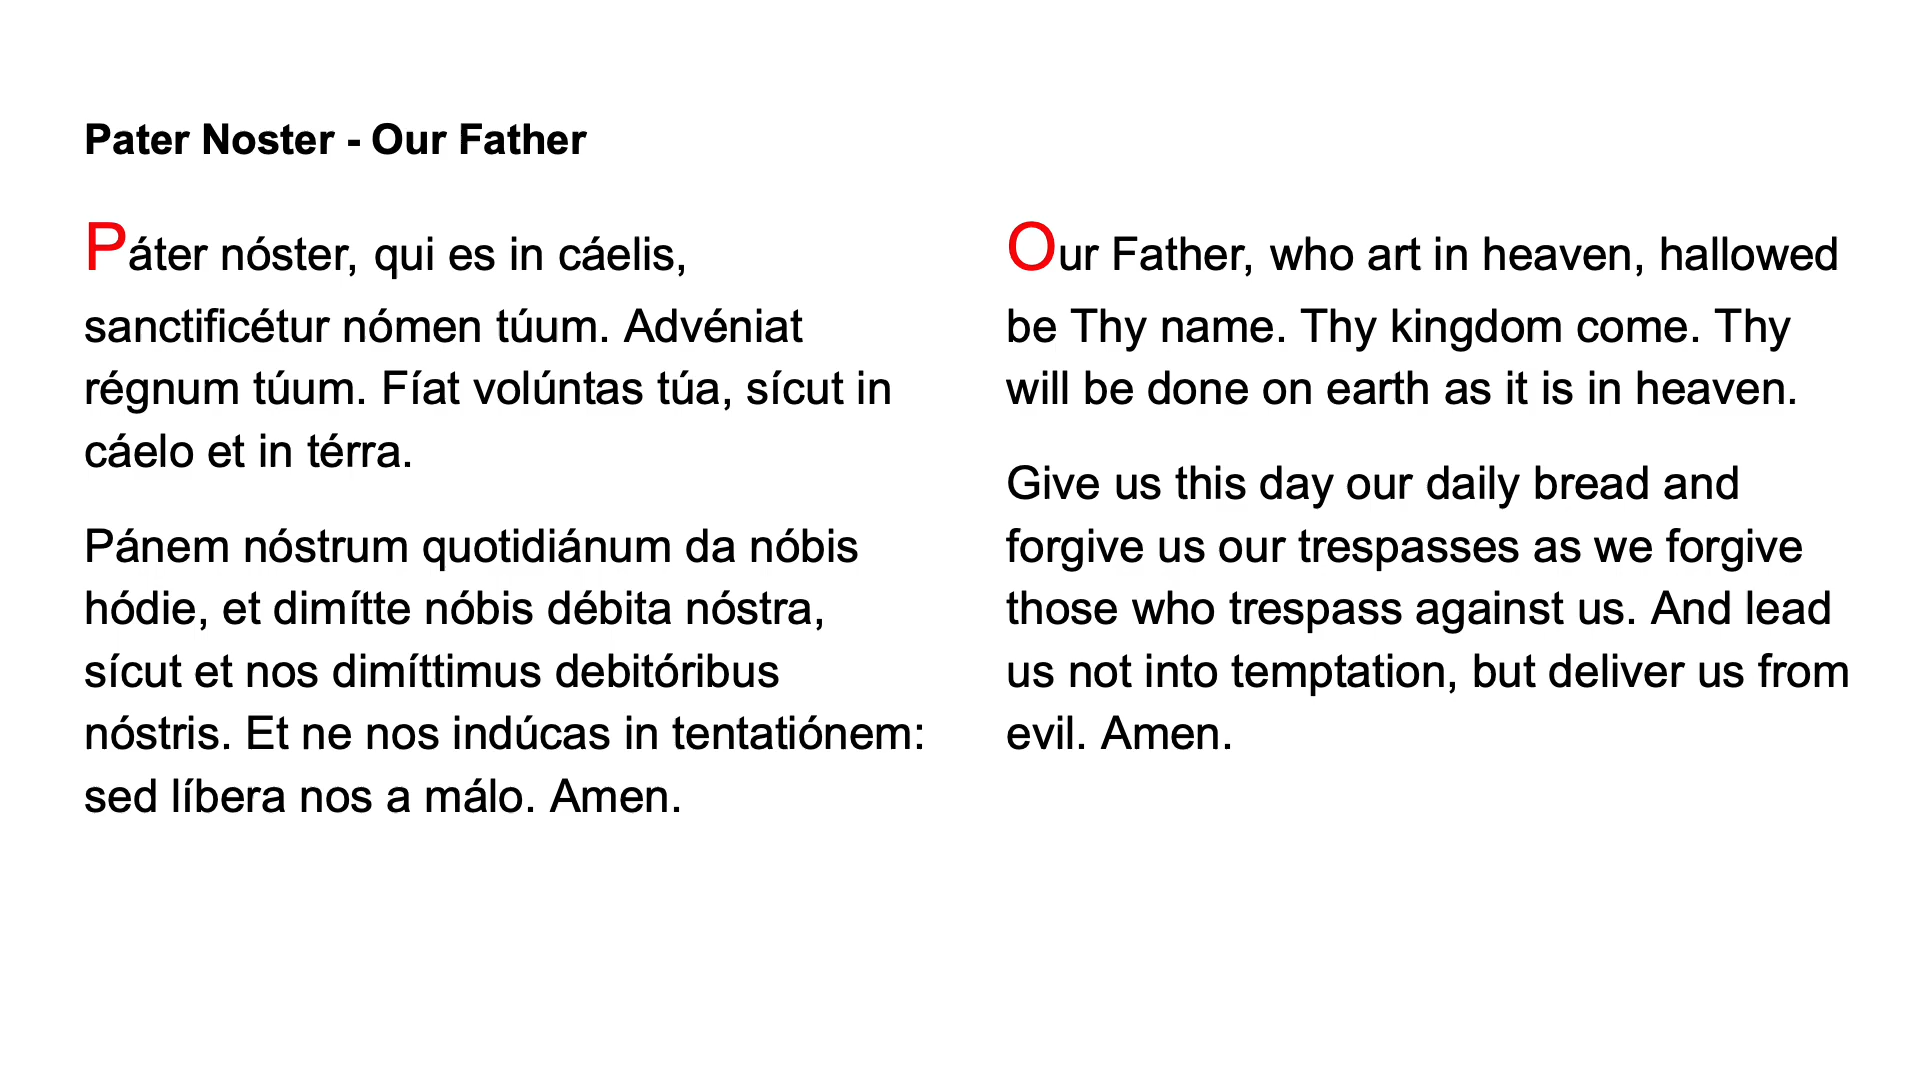 Pater Noster - Our Father
Páter nóster, qui es in cáelis,
sanctificétur nómen túum. Advéniat
régnum túum. Fíat volúntas túa, sícut in
cáelo et in térra.
Pánem nóstrum quotidiánum da nóbis
hódie, et dimítte nóbis débita nóstra,
sícut et nos dimíttimus debitóribus
nóstris. Et ne nos indúcas in tentatiónem:
sed líbera nos a málo. Amen.
Our Father, who art in heaven, hallowed
be Thy name. Thy kingdom come. Thy
will be done on earth as it is in heaven.
Give us this day our daily bread and
forgive us our trespasses as we forgive
those who trespass against us. And lead
us not into temptation, but deliver us from
evil. Amen.